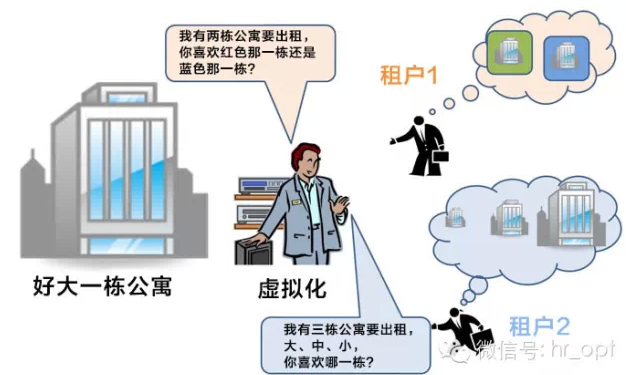 我有两栋公寓要出租，
你喜欢红色那一栋还是
蓝色那一栋？
租户1
好大一栋公寓
虚拟化
我有三栋公寓要出租，
大、中、小，
你喜欢哪一栋？
租户2
微信号: hr_opt